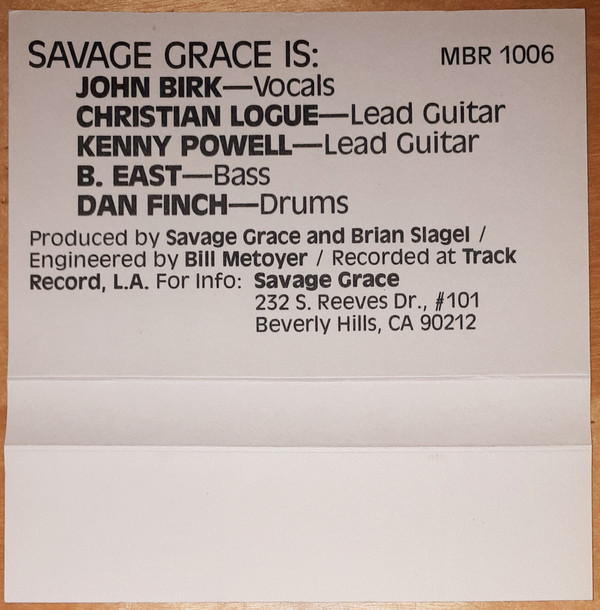 SAVAGE GRACE IS: MBR 1006
JOHN BIRK—Vocals
CHRISTIAN LOGUE—Lead Guitar
KENNY POWELL—Lead Guitar
B. EAST—Bass
DAN FINCH—Drums
Produced by Savage Grace and Brian Slagel /
Engineered by Bill Metoyer / Recorded at Track
Record, L.A. For Info: Savage Grace
232 S. Reeves Dr., #101
Beverly Hills, CA 90212